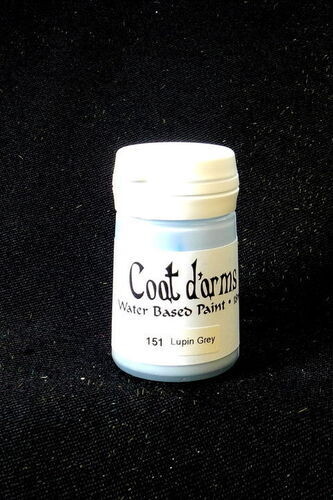 Coat d'arms
Water Based Paint •
151 Lupin Grey